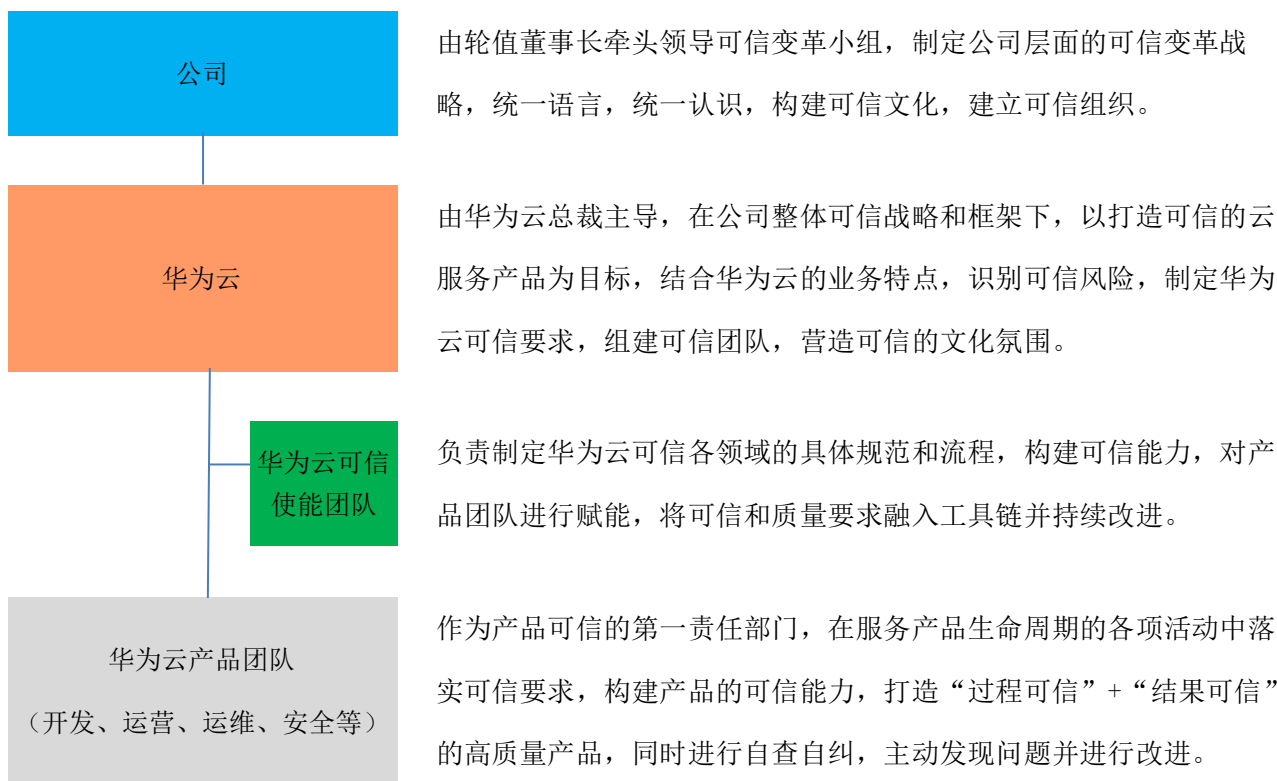 公司
由轮值董事长牵头领导可信变革小组，制定公司层面的可信变革战
略，统一语言，统一认识，构建可信文化，建立可信组织。
华为云
由华为云总裁主导，在公司整体可信战略和框架下，以打造可信的云
服务产品为目标，结合华为云的业务特点，识别可信风险，制定华为
云可信要求，组建可信团队，营造可信的文化氛围。
华为云可信
使能团队
负责制定华为云可信各领域的具体规范和流程，构建可信能力，对产
品团队进行赋能，将可信和质量要求融入工具链并持续改进。
华为云产品团队
（开发、运营、运维、安全等）
作为产品可信的第一责任部门，在服务产品生命周期的各项活动中落
实可信要求，构建产品的可信能力，打造“过程可信”+“结果可信”
的高质量产品，同时进行自查自纠，主动发现问题并进行改进。